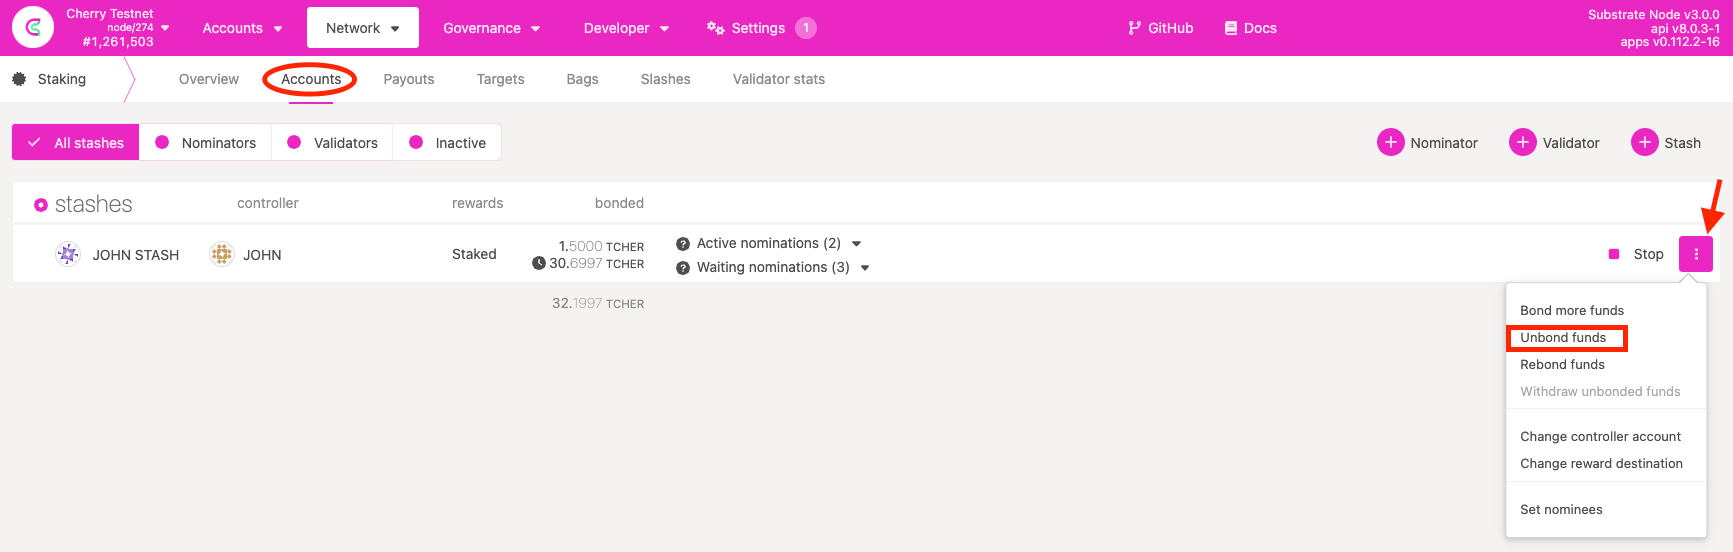 Cherry Testnet
node/274
#1,261,503
Accounts
Network
Governance
Developer
Settings 1
GitHub
Docs
Substrate Node v3.0.0
api v8.0.3-1
apps v0.112.2-16
Staking
Overview
Accounts
Payouts
Targets
Bags
Slashes
Validator stats
All stashes
Nominators
Validators
Inactive
Nominator
Validator
Stash
stashes
controller
rewards
bonded
JOHN STASH
JOHN
Staked
1.5000 TCHER
30.6997 TCHER
Active nominations (2)
Waiting nominations (3)
Stop
32.1997 TCHER
Bond more funds
Unbond funds
Rebond funds
Withdraw unbonded funds
Change controller account
Change reward destination
Set nominees